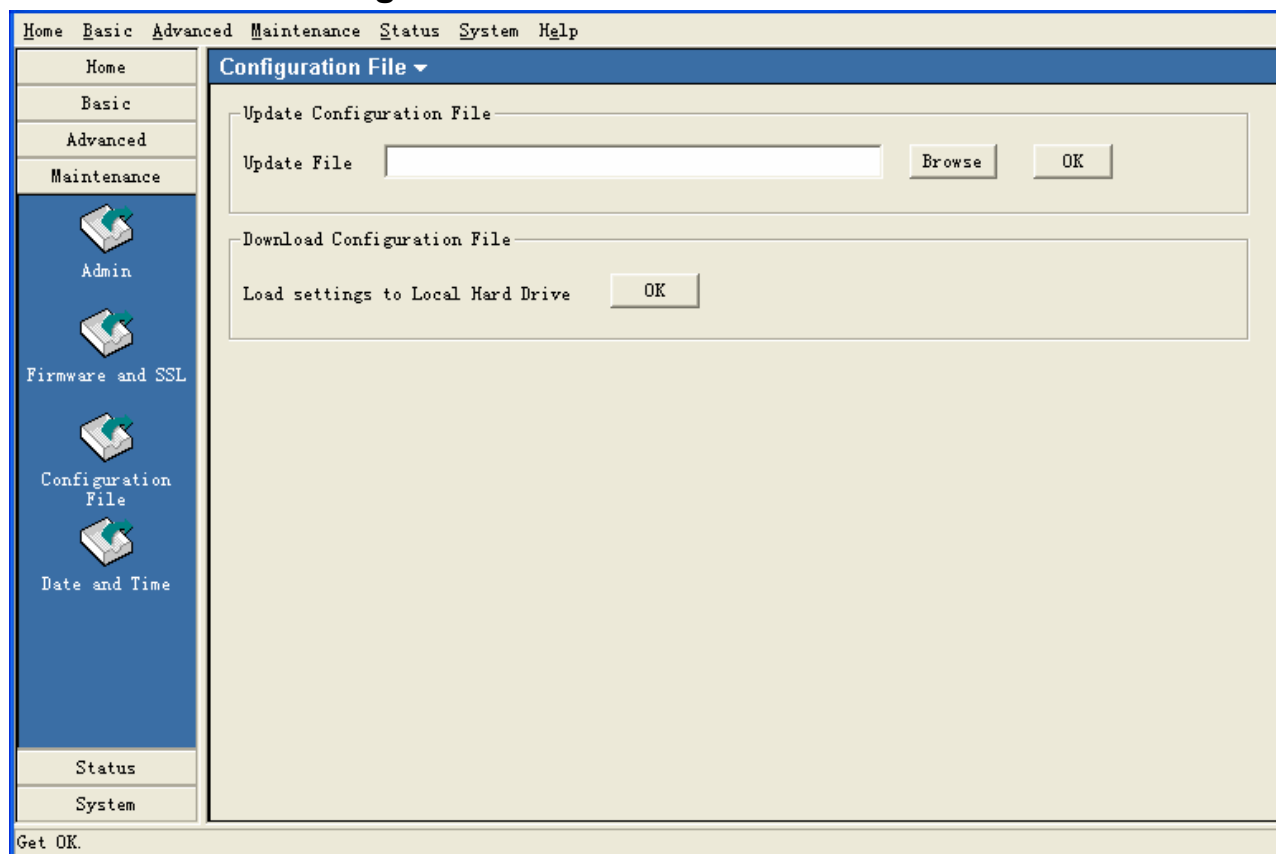 Home Basic Advanced Maintenance Status System Help
Home
Basic
Advanced
Maintenance
Admin
Firmware and SSL
Configuration
File
Date and Time
Status
System
Configuration File
Update Configuration File
Update File Browse OK
Download Configuration File
Load settings to Local Hard Drive OK
Get OK.